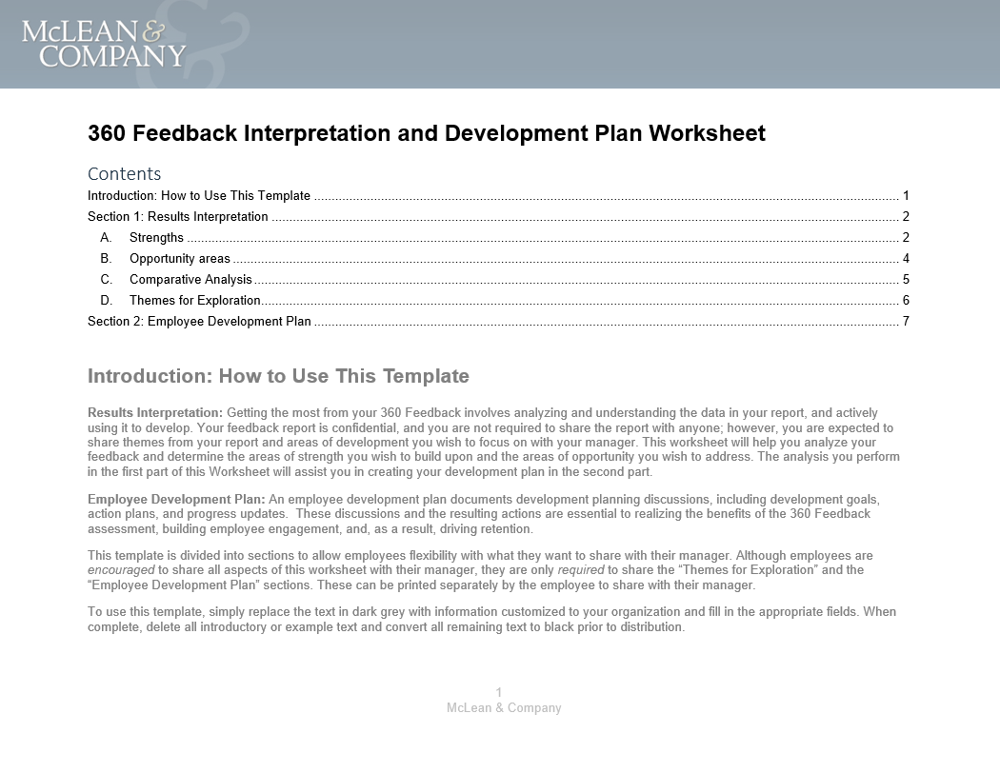 McLEAN &
COMPANY
360 Feedback Interpretation and Development Plan Worksheet
Contents
Introduction: How to Use This Template ........ 1
Section 1: Results Interpretation ........ 2
A. Strengths ........ 2
B. Opportunity areas ........ 4
C. Comparative Analysis ........ 5
D. Themes for Exploration ........ 6
Section 2: Employee Development Plan ........ 7
Introduction: How to Use This Template
Results Interpretation: Getting the most from your 360 Feedback involves analyzing and understanding the data in your report, and actively
using it to develop. Your feedback report is confidential, and you are not required to share the report with anyone; however, you are expected to
share themes from your report and areas of development you wish to focus on with your manager. This worksheet will help you analyze your
feedback and determine the areas of strength you wish to build upon and the areas of opportunity you wish to address. The analysis you perform
in the first part of this Worksheet will assist you in creating your development plan in the second part.
Employee Development Plan: An employee development plan documents development planning discussions, including development goals,
action plans, and progress updates.  These discussions and the resulting actions are essential to realizing the benefits of the 360 Feedback
assessment, building employee engagement, and, as a result, driving retention.
This template is divided into sections to allow employees flexibility with what they want to share with their manager. Although employees are
encouraged to share all aspects of this worksheet with their manager, they are only required to share the “Themes for Exploration” and the
“Employee Development Plan” sections. These can be printed separately by the employee to share with their manager.
To use this template, simply replace the text in dark grey with information customized to your organization and fill in the appropriate fields. When
complete, delete all introductory or example text and convert all remaining text to black prior to distribution.
1
McLean & Company